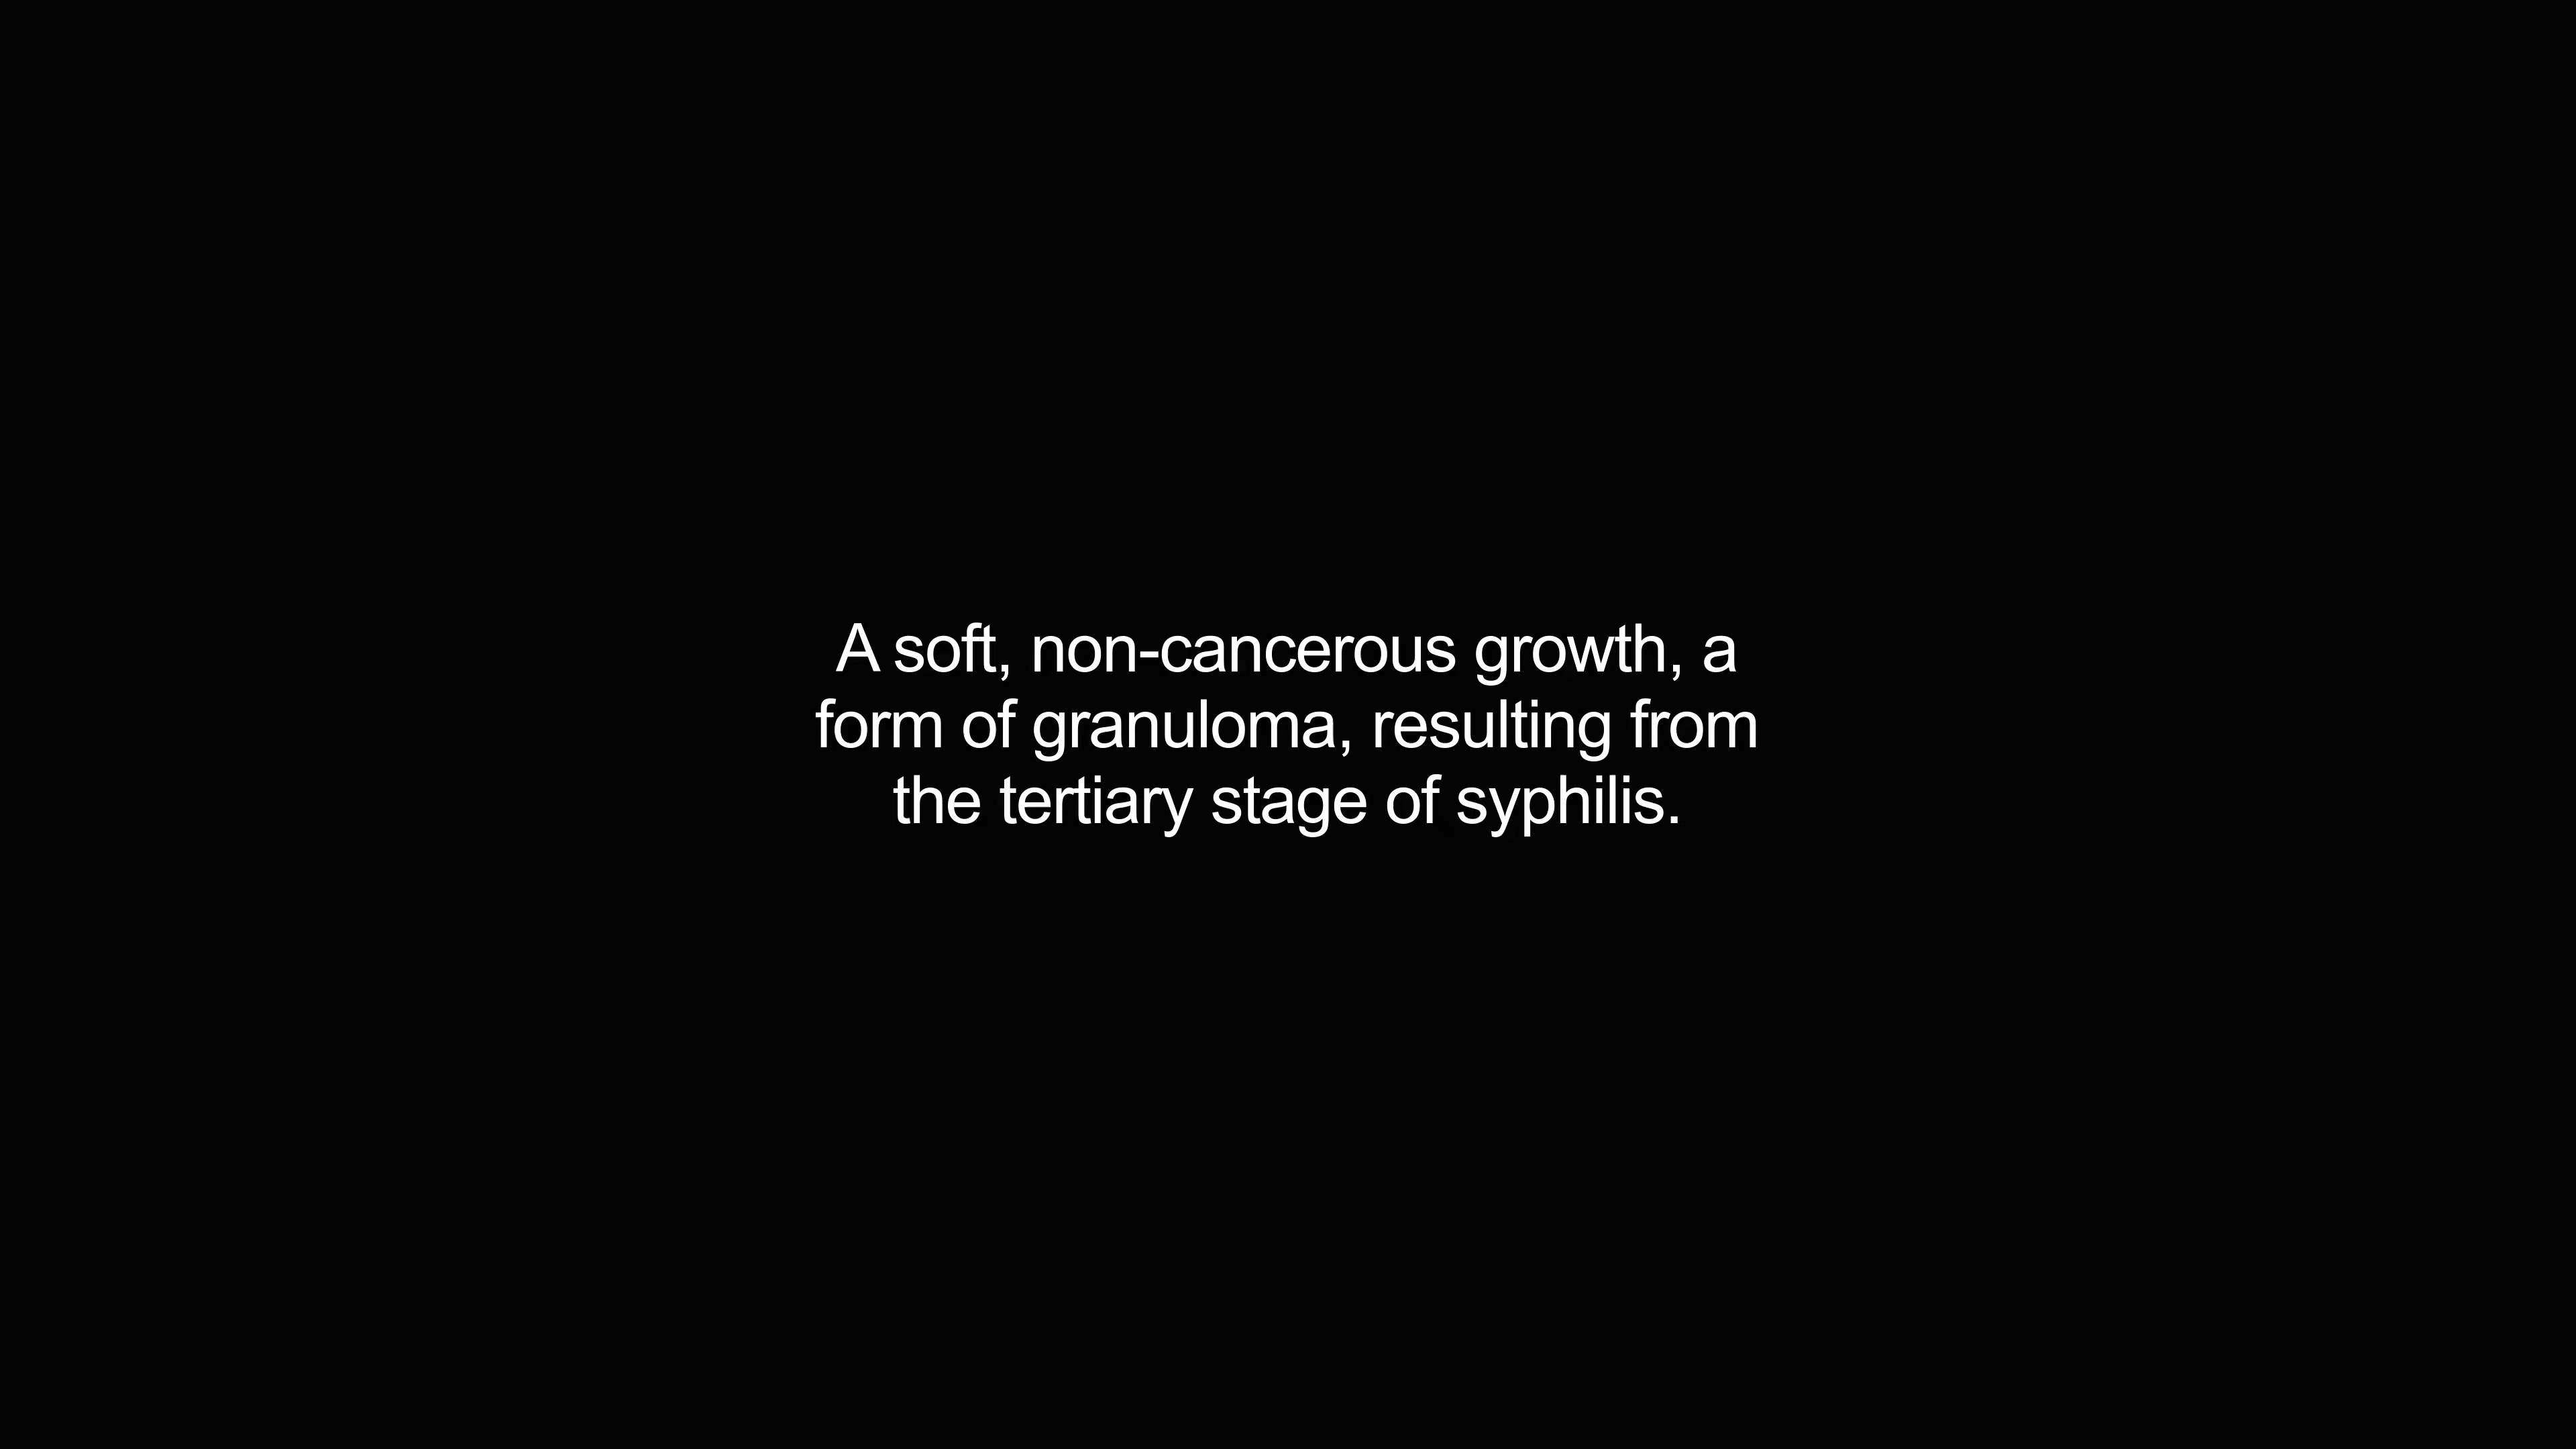 A soft, non-cancerous growth, a
form of granuloma, resulting from
the tertiary stage of syphilis.